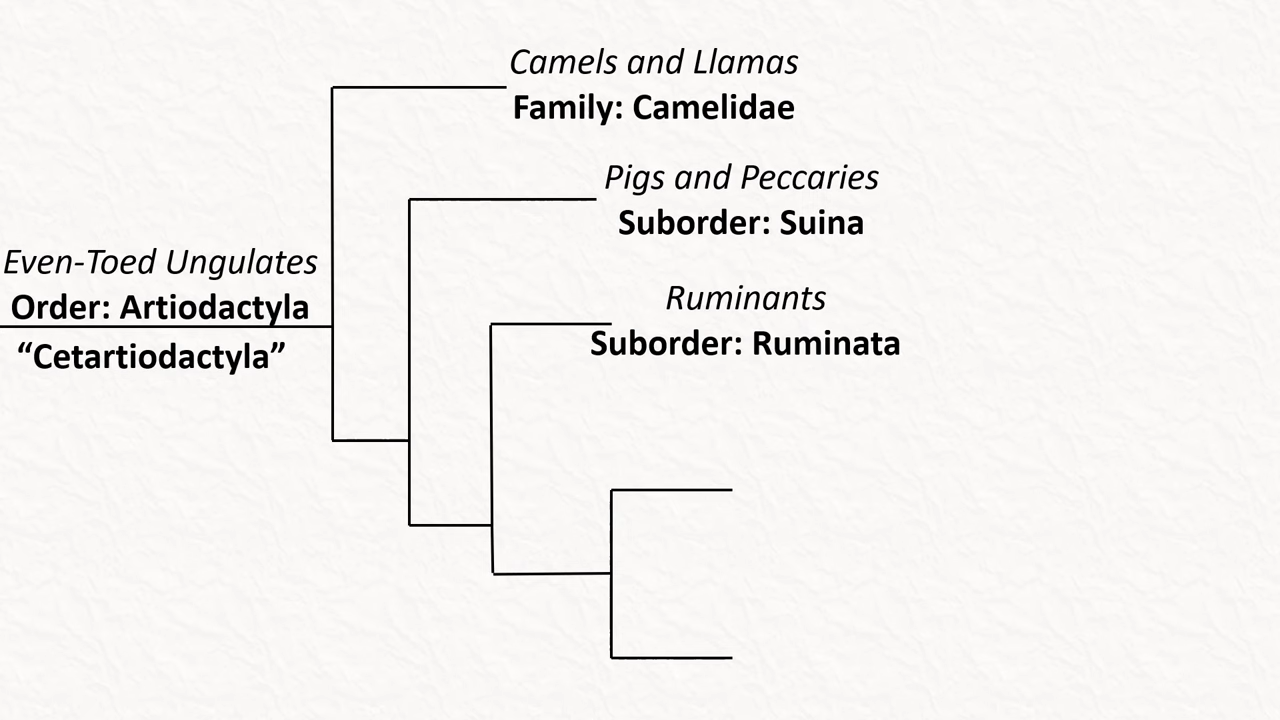 Camels and Llamas
Family: Camelidae
Pigs and Peccaries
Suborder: Suina
Even-Toed Ungulates
Order: Artiodactyla
“Cetartiodactyla”
Ruminants
Suborder: Ruminata